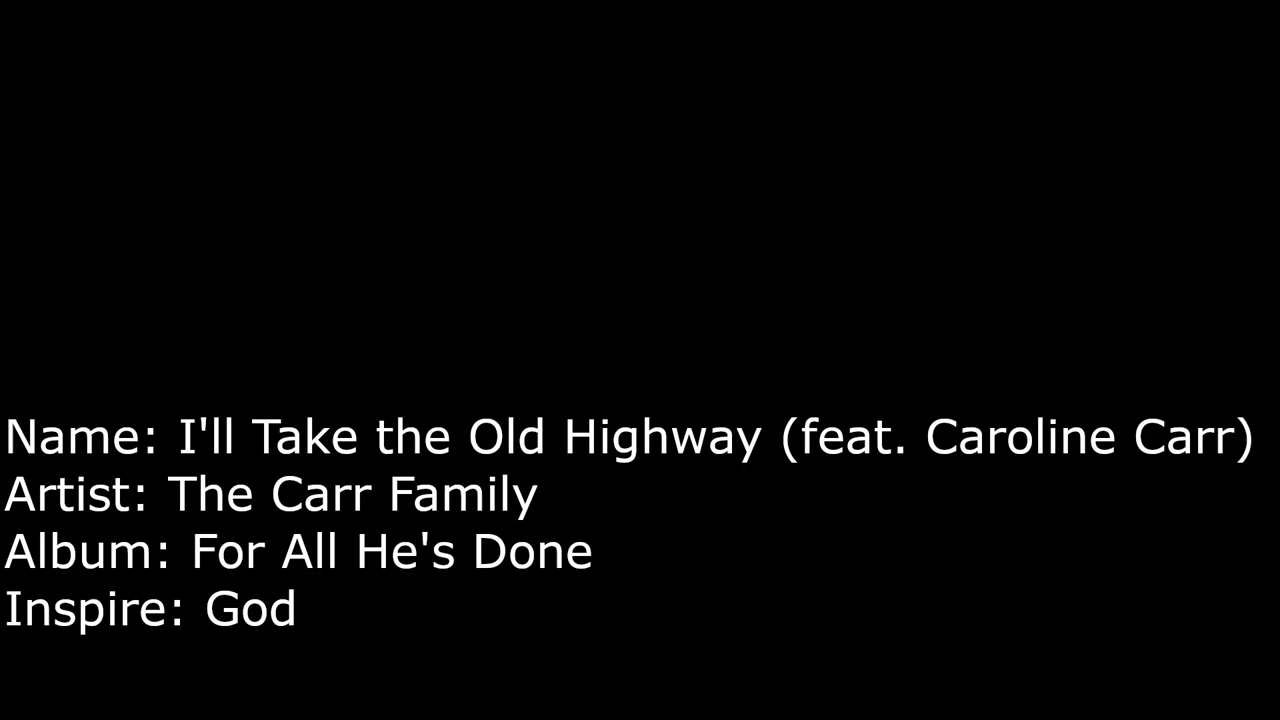 Name: I'll Take the Old Highway (feat. Caroline Carr)
Artist: The Carr Family
Album: For All He's Done
Inspire: God